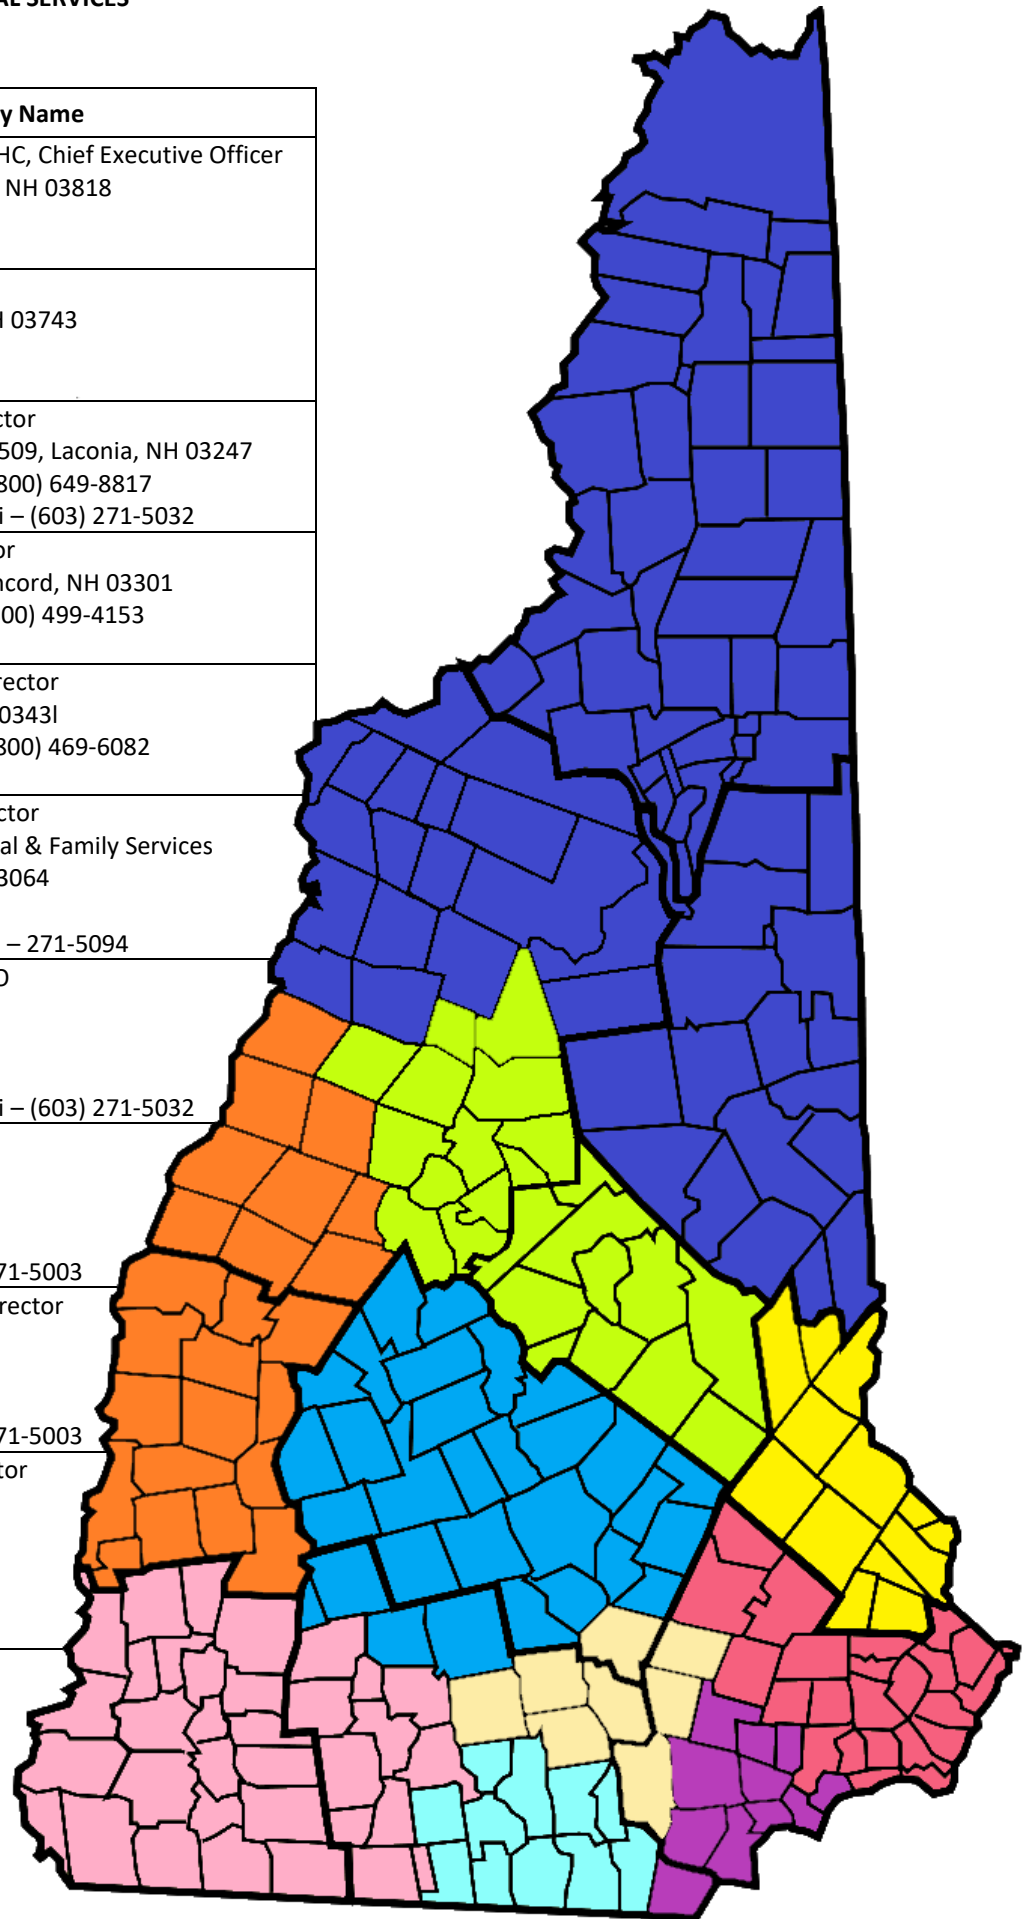 AL SERVICES
y Name
HC, Chief Executive Officer
NH 03818
H 03743
ctor
509, Laconia, NH 03247
800) 649-8817
i – (603) 271-5032
or
ncord, NH 03301
00) 499-4153
rector
0343l
800) 469-6082
ctor
al & Family Services
3064
– 271-5094
O
i – (603) 271-5032
71-5003
rector
71-5003
tor